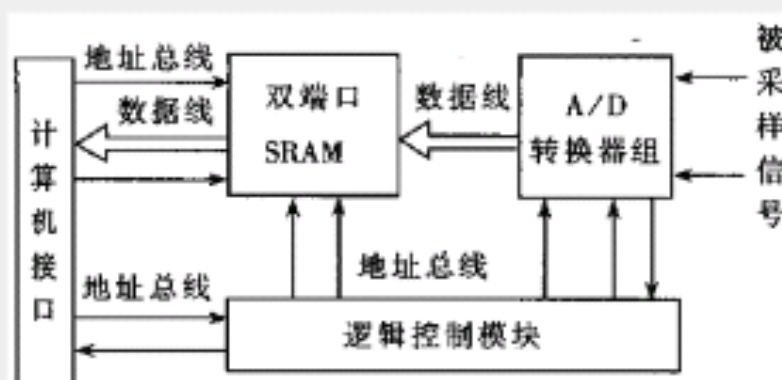 地址总线
数据线
计算机接口
双端口
SRAM
数据线
A/D
转换器组
被采样信号
地址总线
地址总线
逻辑控制模块